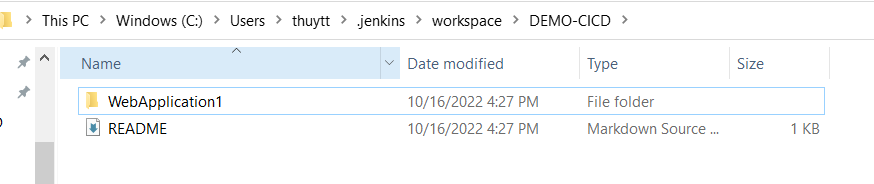 This PC > Windows (C:) > Users > thuytt > .jenkins > workspace > DEMO-CICD >
Name Date modified Type Size
WebApplication1 10/16/2022 4:27 PM File folder
README 10/16/2022 4:27 PM Markdown Source ... 1 KB